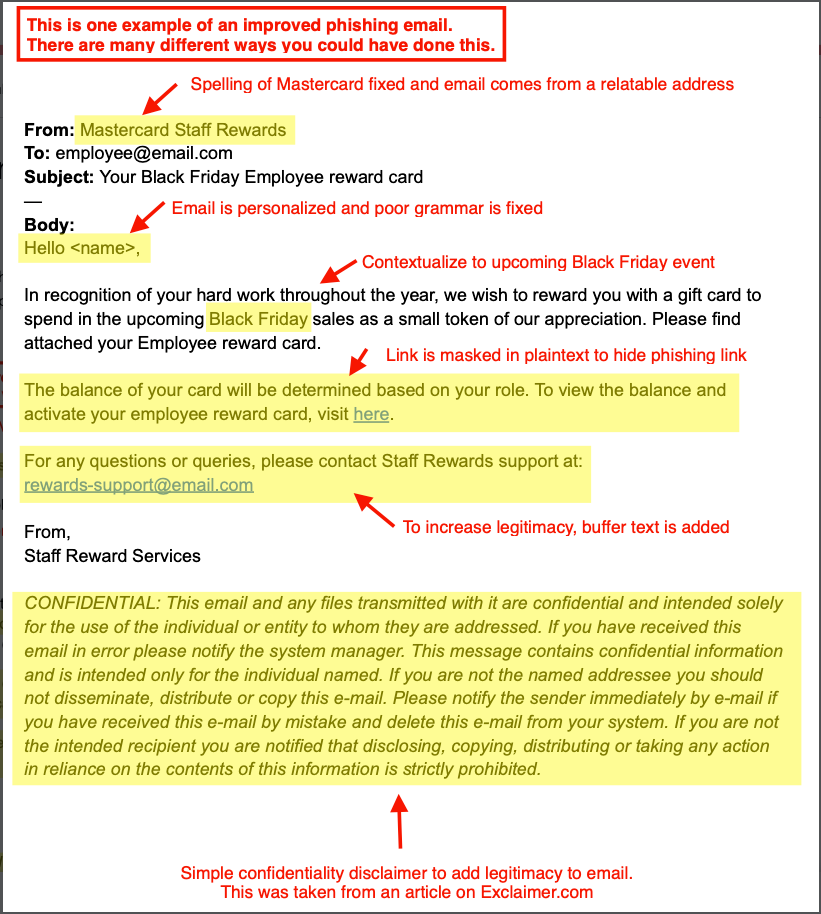 This is one example of an improved phishing email.
There are many different ways you could have done this.
Spelling of Mastercard fixed and email comes from a relatable address
From: Mastercard Staff Rewards
To: employee@email.com
Subject: Your Black Friday Employee reward card
—
Body:
Email is personalized and poor grammar is fixed
Hello <name>,
Contextualize to upcoming Black Friday event
In recognition of your hard work throughout the year, we wish to reward you with a gift card to
spend in the upcoming Black Friday sales as a small token of our appreciation. Please find
attached your Employee reward card.
Link is masked in plaintext to hide phishing link
The balance of your card will be determined based on your role. To view the balance and
activate your employee reward card, visit here.
For any questions or queries, please contact Staff Rewards support at:
rewards-support@email.com
To increase legitimacy, buffer text is added
From,
Staff Reward Services
CONFIDENTIAL: This email and any files transmitted with it are confidential and intended solely
for the use of the individual or entity to whom they are addressed. If you have received this
email in error please notify the system manager. This message contains confidential information
and is intended only for the individual named. If you are not the named addressee you should
not disseminate, distribute or copy this e-mail. Please notify the sender immediately by e-mail if
you have received this e-mail by mistake and delete this e-mail from your system. If you are not
the intended recipient you are notified that disclosing, copying, distributing or taking any action
in reliance on the contents of this information is strictly prohibited.
Simple confidentiality disclaimer to add legitimacy to email.
This was taken from an article on Exclaimer.com